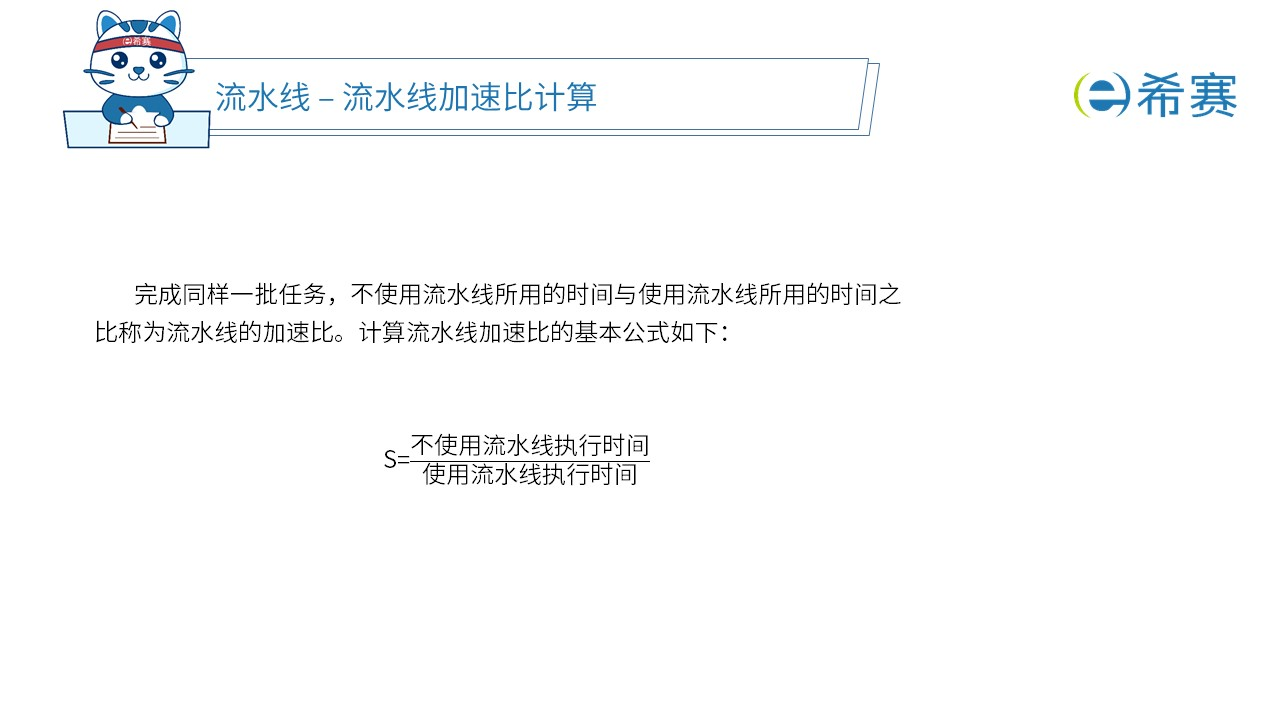 希赛
流水线 – 流水线加速比计算
希赛
完成同样一批任务，不使用流水线所用的时间与使用流水线所用的时间之
比称为流水线的加速比。计算流水线加速比的基本公式如下：
S=不使用流水线执行时间
使用流水线执行时间